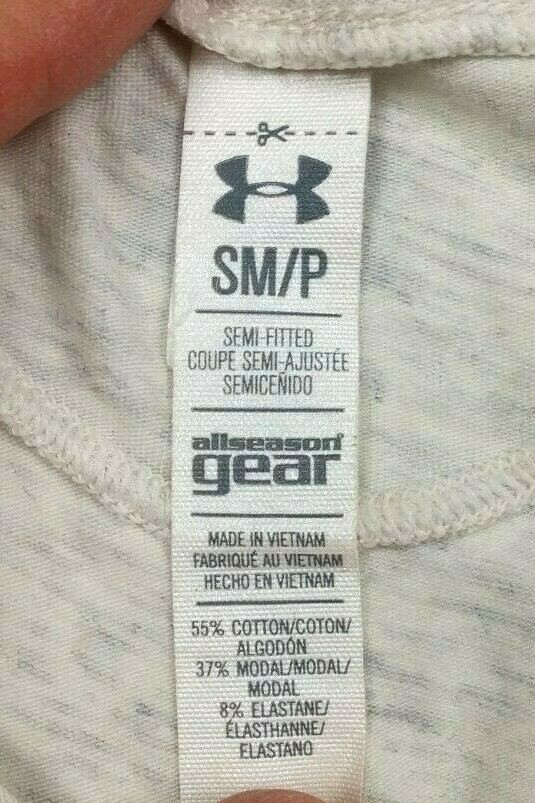 SM/P
SEMI-FITTED
COUPE SEMI-AJUSTÉE
SEMICEÑIDO
allseason
gear
MADE IN VIETNAM
FABRIQUÉ AU VIETNAM
HECHO EN VIETNAM
55% COTTON/COTON/
ALGODÓN
37% MODAL/MODAL/
MODAL
8% ELASTANE/
ÉLASTHANNE/
ELASTANO